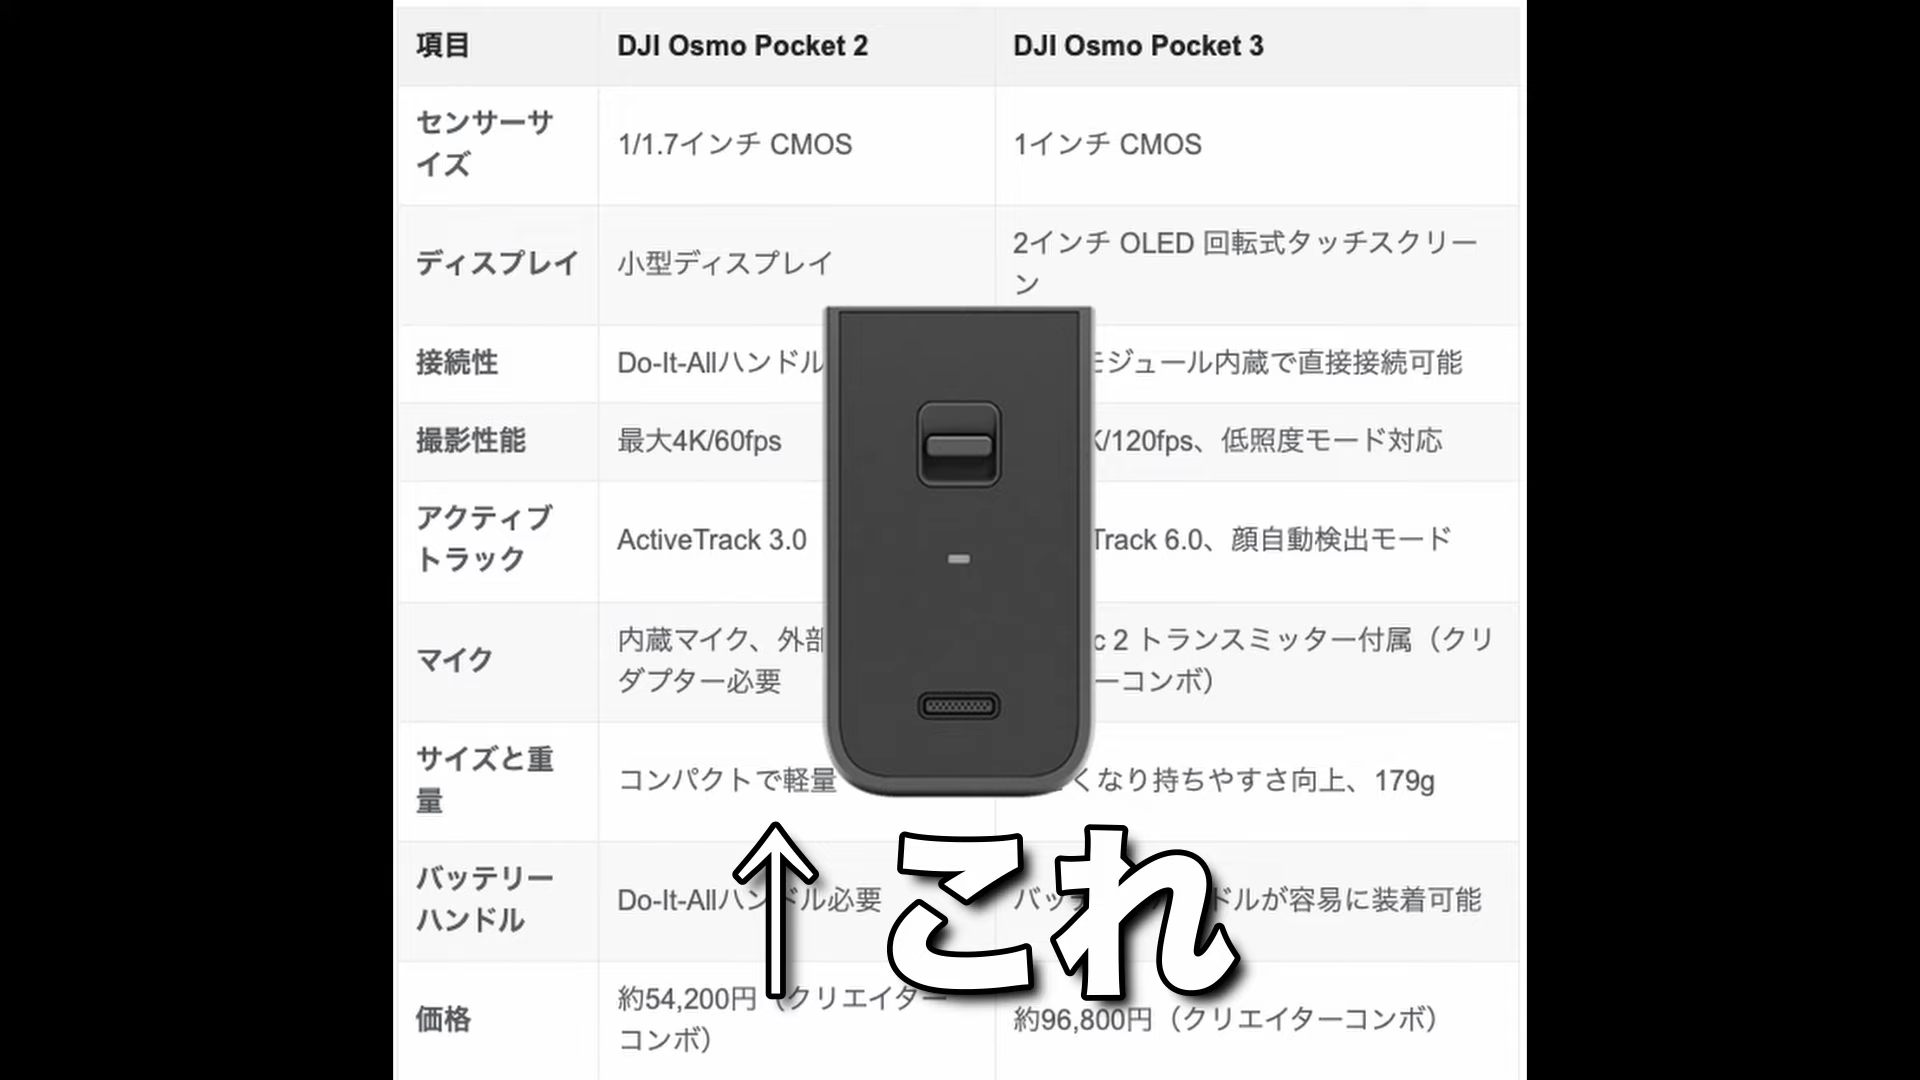 項目 DJI Osmo Pocket 2 DJI Osmo Pocket 3
センサーサ
イズ
1/1.7インチ CMOS 1インチ CMOS
ディスプレイ 小型ディスプレイ
2インチ OLED 回転式タッチスクリー
ン
接続性 Do-It-Allハンドル モジュール内蔵で直接接続可能
撮影性能 最大4K/60fps K/120fps、低照度モード対応
アクティブ
トラック
ActiveTrack 3.0 Track 6.0、顔自動検出モード
マイク
内蔵マイク、外部
ダプター必要
c 2 トランスミッター付属（クリ
ーコンボ）
サイズと重
量
コンパクトで軽量 くなり持ちやすさ向上、179g
バッテリー
ハンドル
Do-It-Allハンドル必要 バッ ドルが容易に装着可能
価格
約54,200円（クリエイター
コンボ）
約96,800円（クリエイターコンボ）
↑これ